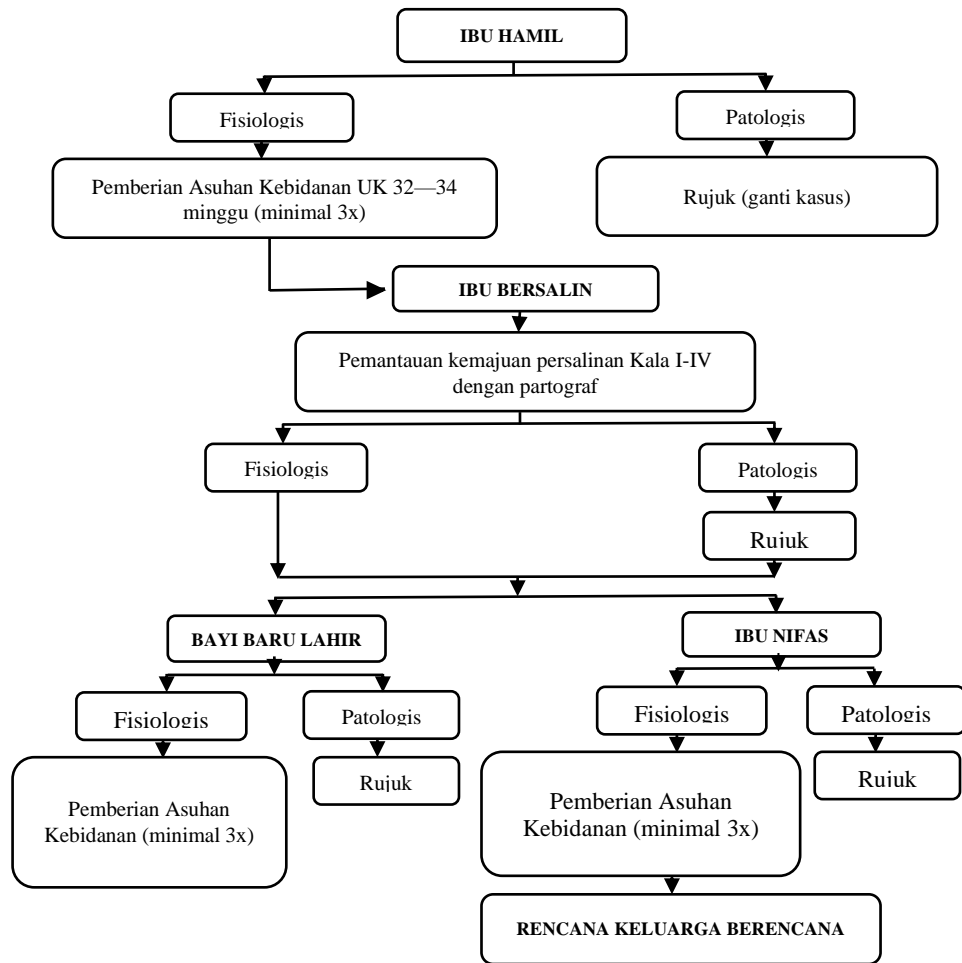 IBU HAMIL
Fisiologis
Patologis
Pemberian Asuhan Kebidanan UK 32—34
minggu (minimal 3x)
Rujuk (ganti kasus)
IBU BERSALIN
Pemantauan kemajuan persalinan Kala I-IV
dengan partograf
Fisiologis
Patologis
Rujuk
BAYI BARU LAHIR
IBU NIFAS
Fisiologis
Patologis
Fisiologis
Patologis
Rujuk
Rujuk
Pemberian Asuhan
Kebidanan (minimal 3x)
Pemberian Asuhan
Kebidanan (minimal 3x)
RENCANA KELUARGA BERENCANA